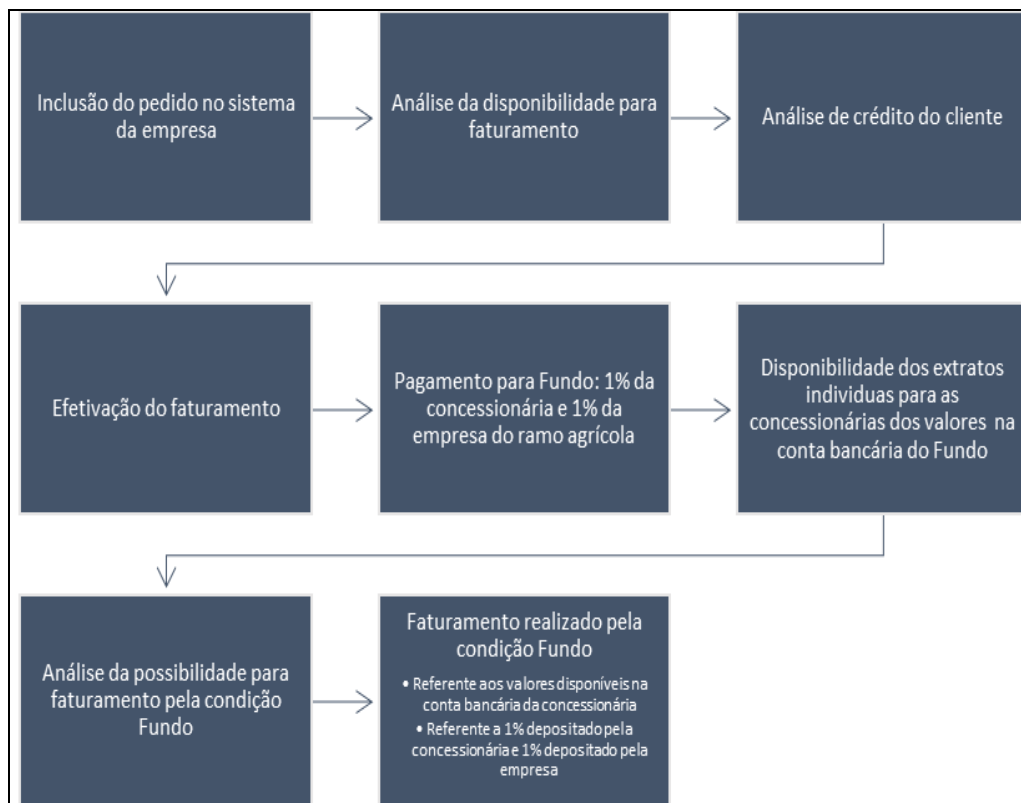 Inclusão do pedido no sistema
da empresa
Análise da disponibilidade para
faturamento
Análise de crédito do cliente
Efetivação do faturamento
Pagamento para Fundo: 1% da
concessionária e 1% da
empresa do ramo agrícola
Disponibilidade dos extratos
individuas para as
concessionárias dos valores na
conta bancária do Fundo
Análise da possibilidade para
faturamento pela condição
Fundo
Faturamento realizado pela
condição Fundo
• Referente aos valores disponíveis na
conta bancária da concessionária
• Referente a 1% depositado pela
concessionária e 1% depositado pela
empresa